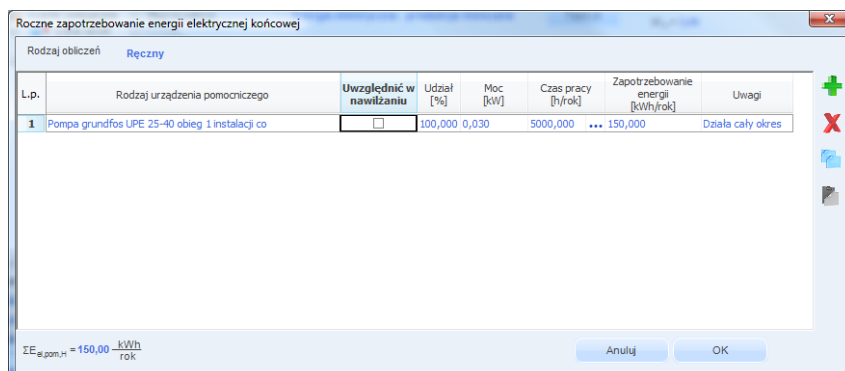 Roczne zapotrzebowanie energii elektrycznej końcowej
Rodzaj obliczeń Ręczny
L.p. Rodzaj urządzenia pomocniczego Uwzględnić w nawilżaniu Udział [%] Moc [kW] Czas pracy [h/rok] Zapotrzebowanie energii [kWh/rok] Uwagi
1 Pompa grundfos UPE 25-40 obieg 1 instalacji co 100,000 0,030 5000,000 ... 150,000 Działa cały okres
ΣEel,pom,H = 150,00 kWh/rok
Anuluj OK